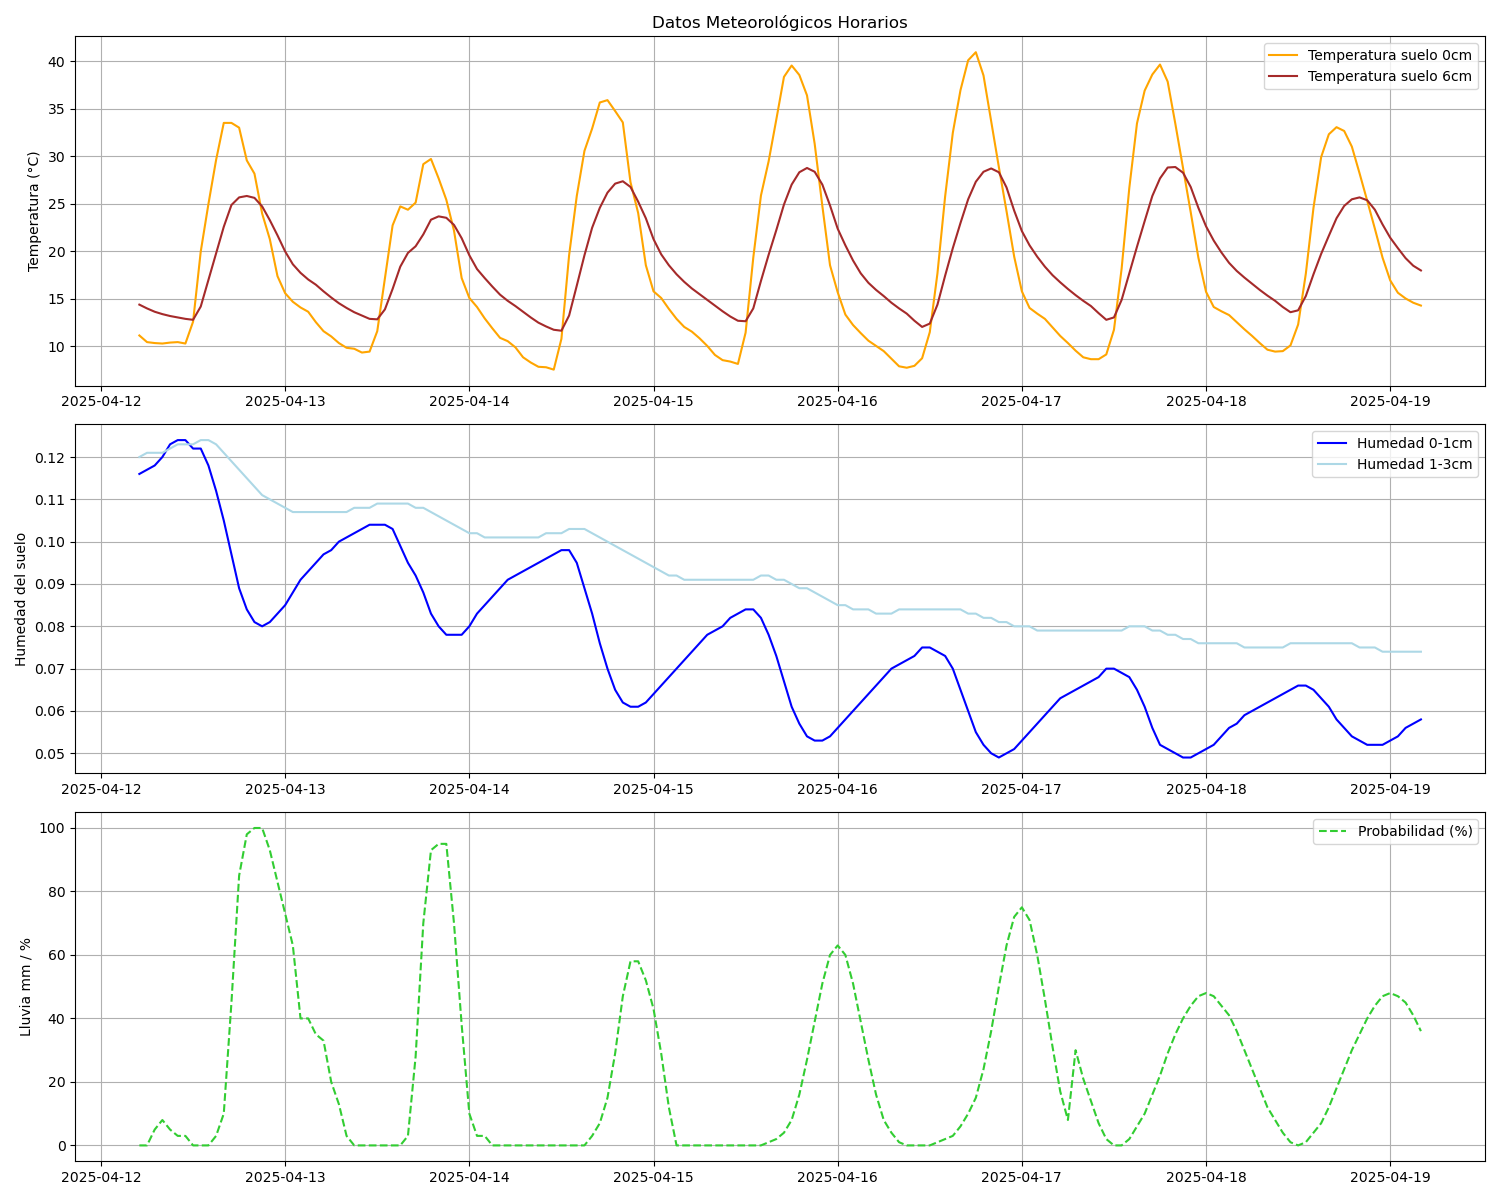 Datos Meteorológicos Horarios
Temperatura (°C)
40
35
30
25
20
15
10
Temperatura suelo 0cm
Temperatura suelo 6cm
2025-04-12 2025-04-13 2025-04-14 2025-04-15 2025-04-16 2025-04-17 2025-04-18 2025-04-19
Humedad del suelo
0.12
0.11
0.10
0.09
0.08
0.07
0.06
0.05
Humedad 0-1cm
Humedad 1-3cm
2025-04-12 2025-04-13 2025-04-14 2025-04-15 2025-04-16 2025-04-17 2025-04-18 2025-04-19
Lluvia mm / %
100
80
60
40
20
0
Probabilidad (%)
2025-04-12 2025-04-13 2025-04-14 2025-04-15 2025-04-16 2025-04-17 2025-04-18 2025-04-19